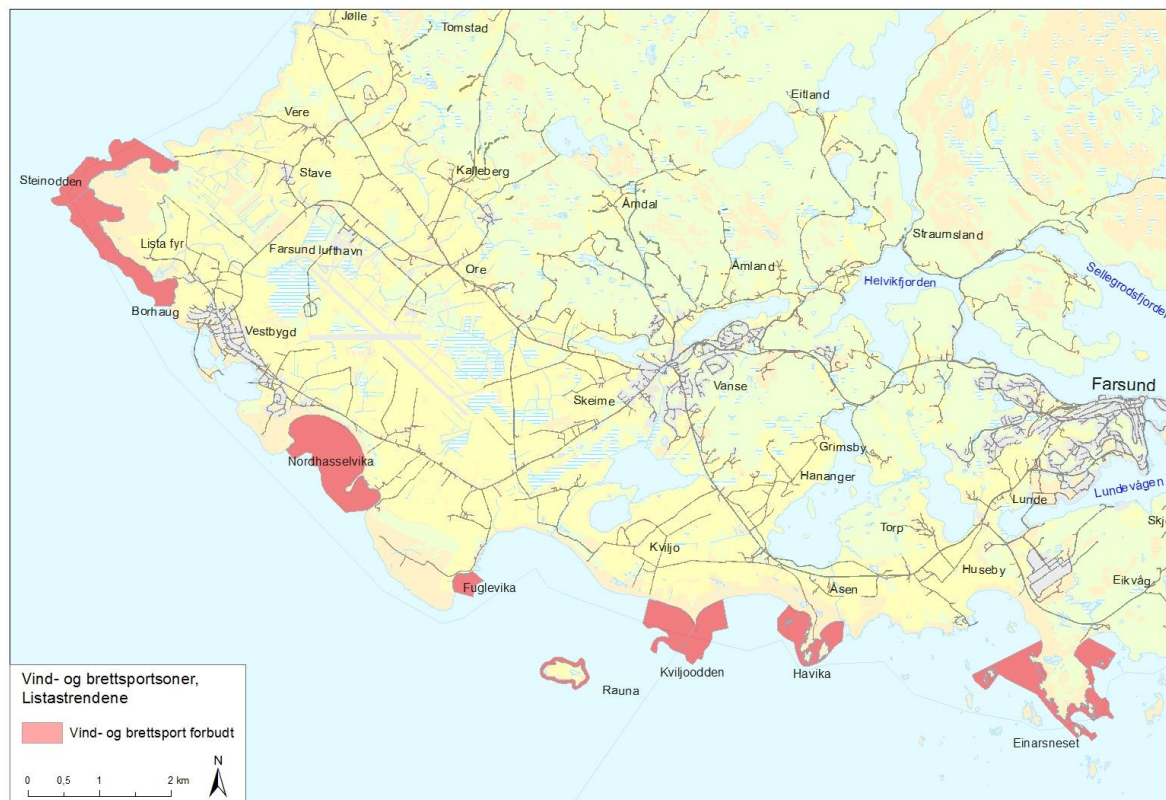 Jølle
Tomstad
Eitland
Vere
Kalleberg
Stave
Steinodden
Åmdal
Straumsland
Lista fyr
Farsund lufthavn
Ore
Åmland
Helvikfjorden
Sellegrodsfjorden
Borhaug
Vestbygd
Vanse
Farsund
Skeime
Grimsby
Nordhasselvika
Hananger
Lunde
Lundevågen
Torp
Kviljo
Huseby
Eikvåg
Fuglevika
Åsen
Rauna
Kviljoodden
Havika
Einarsneset
Vind- og brettsportsoner,
Listastrendene
Vind- og brettsport forbudt
N
0 0,5 1 2 km